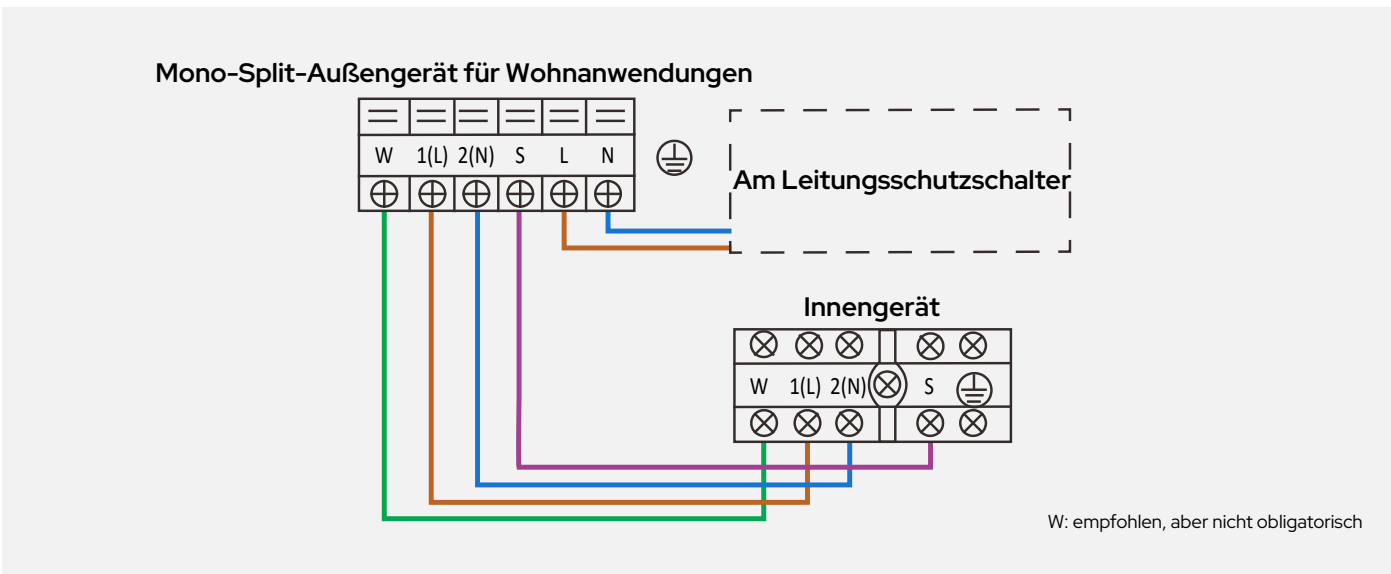 Mono-Split-Außengerät für Wohnanwendungen
W 1(L) 2(N) S L N
Am Leitungsschutzschalter
Innengerät
W 1(L) 2(N) S
W: empfohlen, aber nicht obligatorisch